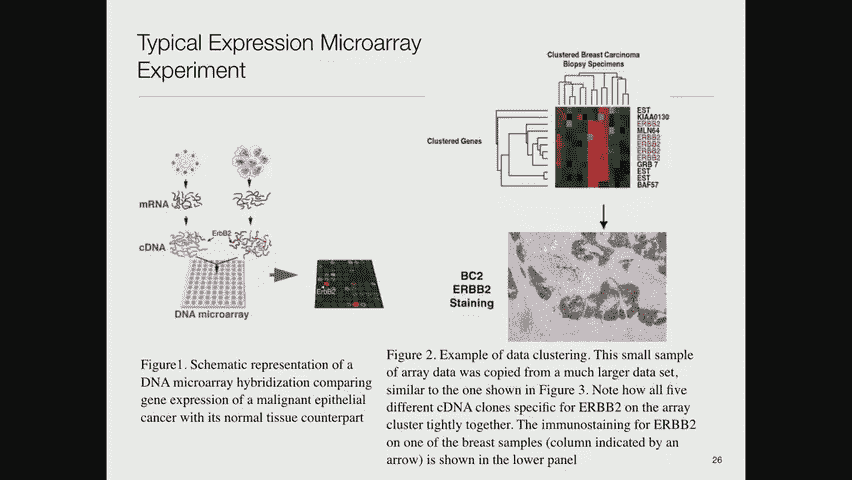 Typical Expression Microarray
Experiment
mRNA
ErbB2
cDNA
DNA microarray
ErbB2
Clustered Breast Carcinoma
Biopsy Specimens
Clustered Genes
EST
KIAA0130
ERBB2
MLN64
ERBB2
ERBB2
ERBB2
ERBB2
GRB 7
EST
EST
BAF57
BC2
ERBB2
Staining
Figure1. Schematic representation of a
DNA microarray hybridization comparing
gene expression of a malignant epithelial
cancer with its normal tissue counterpart
Figure 2. Example of data clustering. This small sample
of array data was copied from a much larger data set,
similar to the one shown in Figure 3. Note how all five
different cDNA clones specific for ERBB2 on the array
cluster tightly together. The immunostaining for ERBB2
on one of the breast samples (column indicated by an
arrow) is shown in the lower panel
26